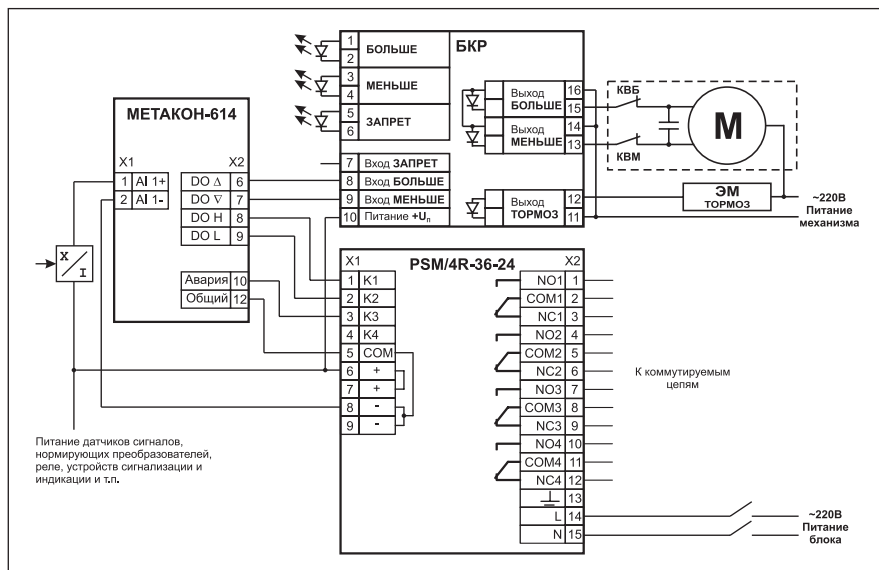 БКР
1 БОЛЬШЕ
2
3 МЕНЬШЕ
4
5 ЗАПРЕТ
6
7 Вход ЗАПРЕТ
8 Вход БОЛЬШЕ
9 Вход МЕНЬШЕ
10 Питание +Uп
Выход БОЛЬШЕ 16
15
Выход МЕНЬШЕ 14
13
Выход ТОРМОЗ 12
11
КВБ
КВМ
М
ЭМ
ТОРМОЗ
~220В
Питание
механизма
МЕТАКОН-614
X1
X2
1 AI 1+
2 AI 1-
DO Δ 6
DO ∇ 7
DO H 8
DO L 9
Авария 10
Общий 12
X
I
PSM/4R-36-24
X1
X2
1 K1
2 K2
3 K3
4 K4
5 COM
6 +
7 +
8 -
9 -
NO1 1
COM1 2
NC1 3
NO2 4
COM2 5
NC2 6
NO3 7
COM3 8
NC3 9
NO4 10
COM4 11
NC4 12
13
L 14
N 15
К коммутируемым
цепям
~220В
Питание
блока
Питание датчиков сигналов,
нормирующих преобразователей,
реле, устройств сигнализации и
индикации и т.п.